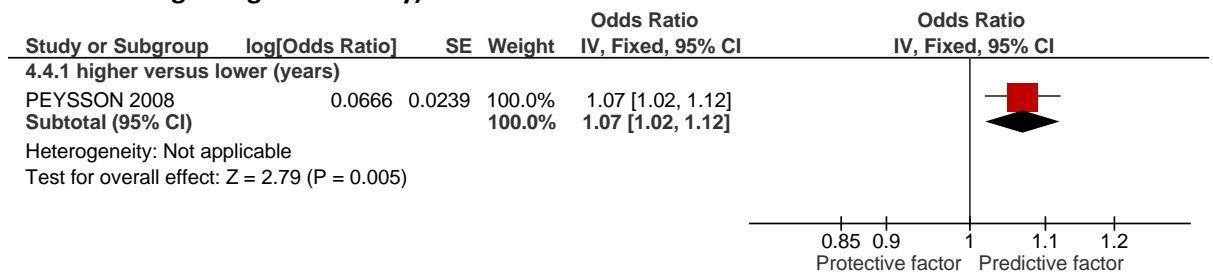 Odds Ratio Odds Ratio
Study or Subgroup log[Odds Ratio] SE Weight IV, Fixed, 95% CI IV, Fixed, 95% CI
4.4.1 higher versus lower (years)
PEYSSON 2008 0.0666 0.0239 100.0% 1.07 [1.02, 1.12]
Subtotal (95% CI) 100.0% 1.07 [1.02, 1.12]
Heterogeneity: Not applicable
Test for overall effect: Z = 2.79 (P = 0.005)
0.85 0.9 1 1.1 1.2
Protective factor Predictive factor